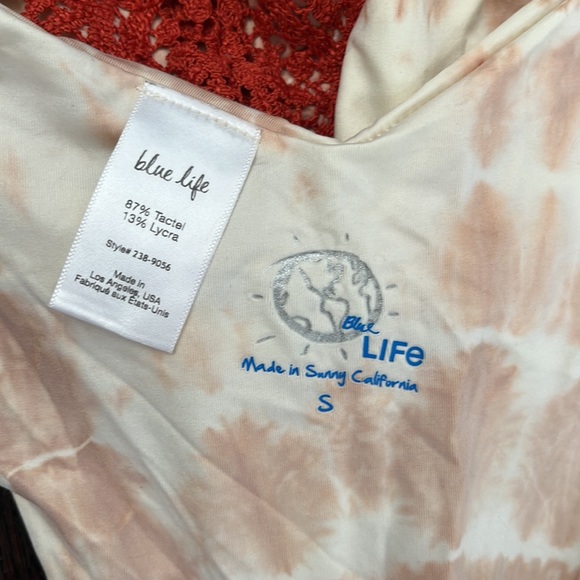 blue life
87% Tactel
13% Lycra
Style# 238-9056
Made in
Los Angeles, USA
Fabriqué aux États-Unis
Blue
LIFe
Made in Sunny California
S